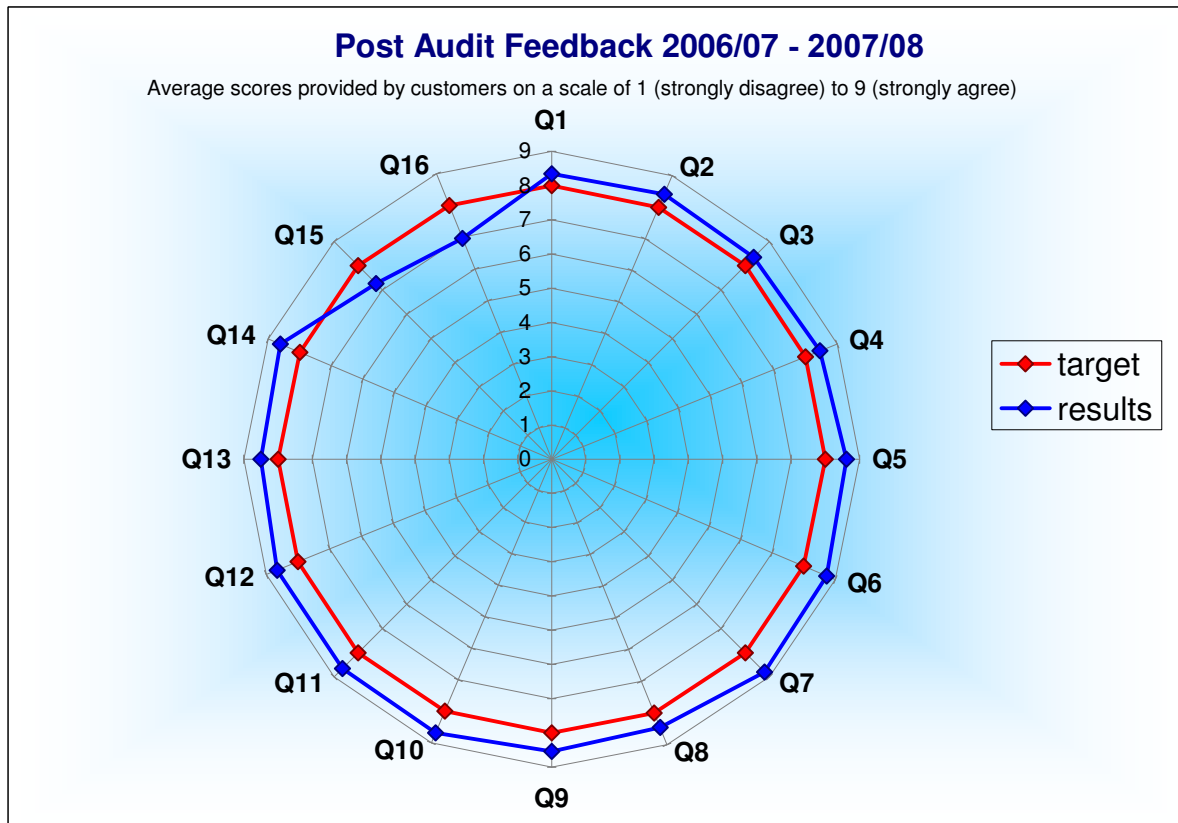 Post Audit Feedback 2006/07 - 2007/08
Average scores provided by customers on a scale of 1 (strongly disagree) to 9 (strongly agree)
Q1
Q2
Q3
Q4
Q5
Q6
Q7
Q8
Q9
Q10
Q11
Q12
Q13
Q14
Q15
Q16
9
8
7
6
5
4
3
2
1
0
target
results